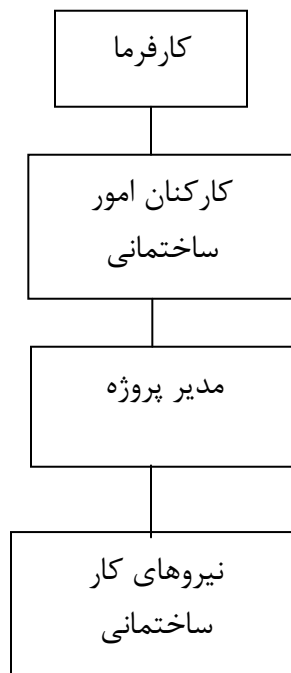 کارفرما
کارکنان امور
ساختمانی
مدیر پروژه
نیروهای کار
ساختمانی